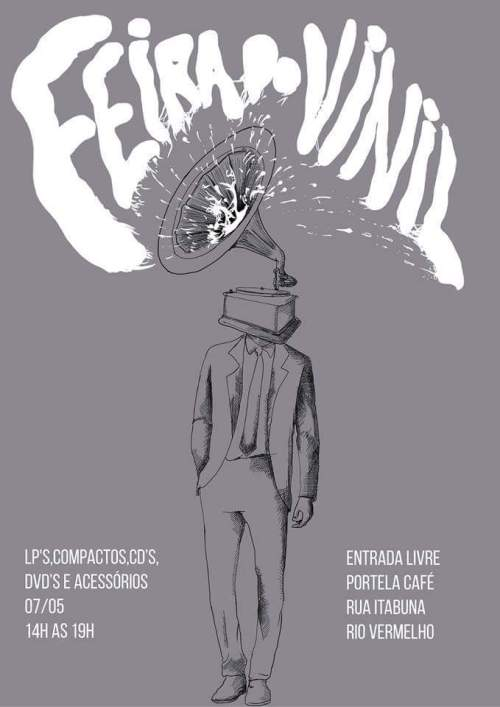 FEIRA DO VINIL
LP'S,COMPACTOS,CD'S,
DVD'S E ACESSÓRIOS
07/05
14H AS 19H
ENTRADA LIVRE
PORTELA CAFÉ
RUA ITABUNA
RIO VERMELHO